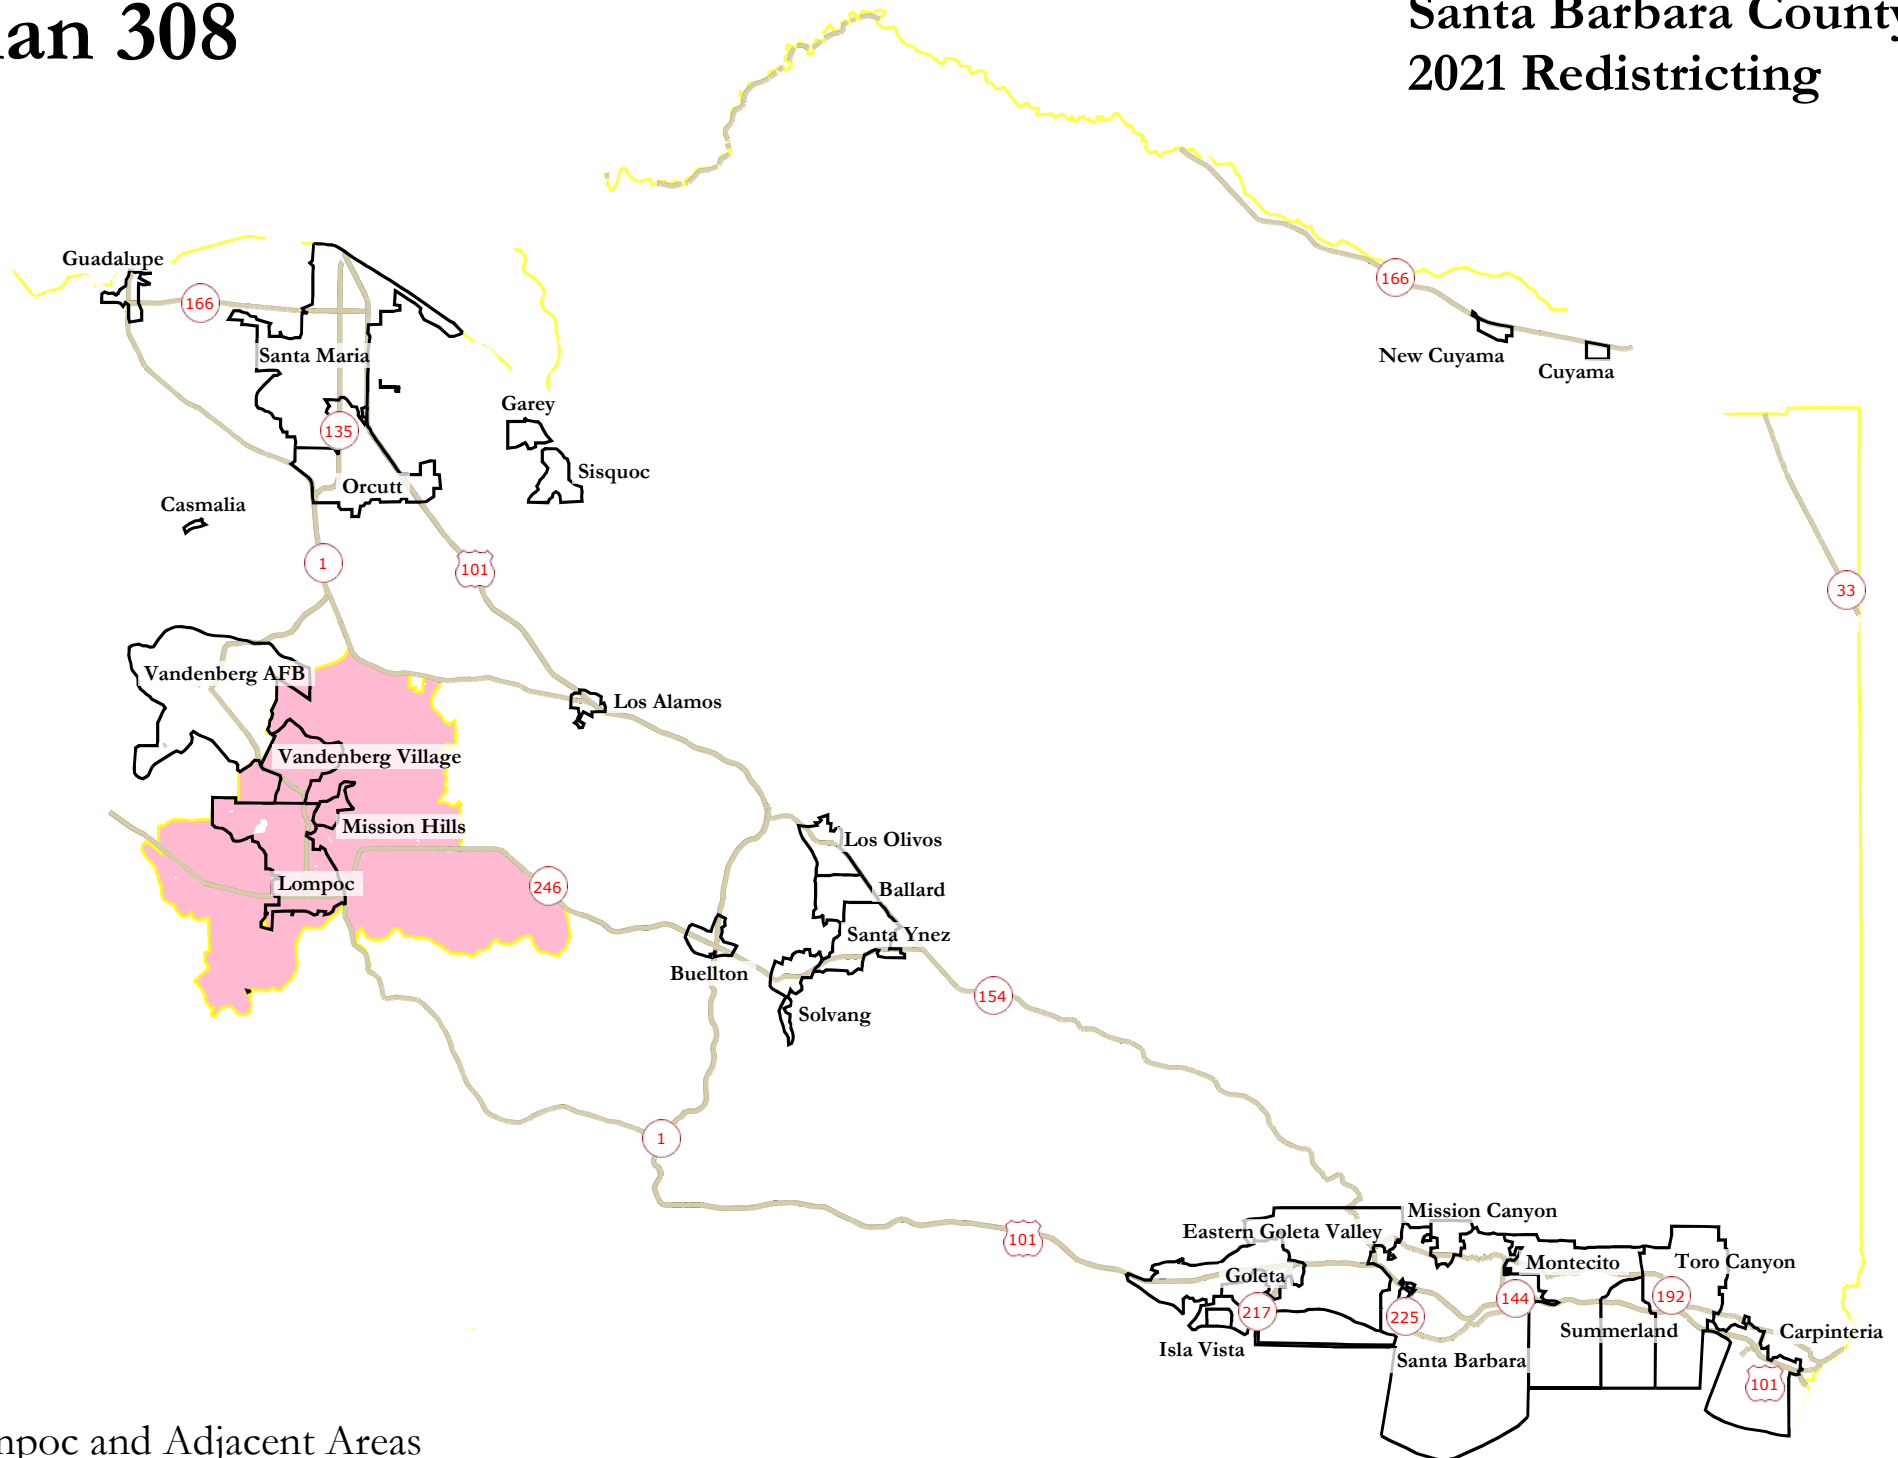 an 308
Santa Barbara County
2021 Redistricting
Guadalupe
166
Santa Maria
135
Orcutt
Casmalia
Garey
Sisquoc
166
New Cuyama
Cuyama
33
1
101
Vandenberg AFB
Los Alamos
Vandenberg Village
Mission Hills
Lompoc
246
Los Olivos
Ballard
Santa Ynez
Buellton
Solvang
154
1
101
Mission Canyon
Eastern Goleta Valley
Goleta
Montecito
Toro Canyon
217
225
144
192
Isla Vista
Santa Barbara
Summerland
Carpinteria
101
mpoc and Adjacent Areas